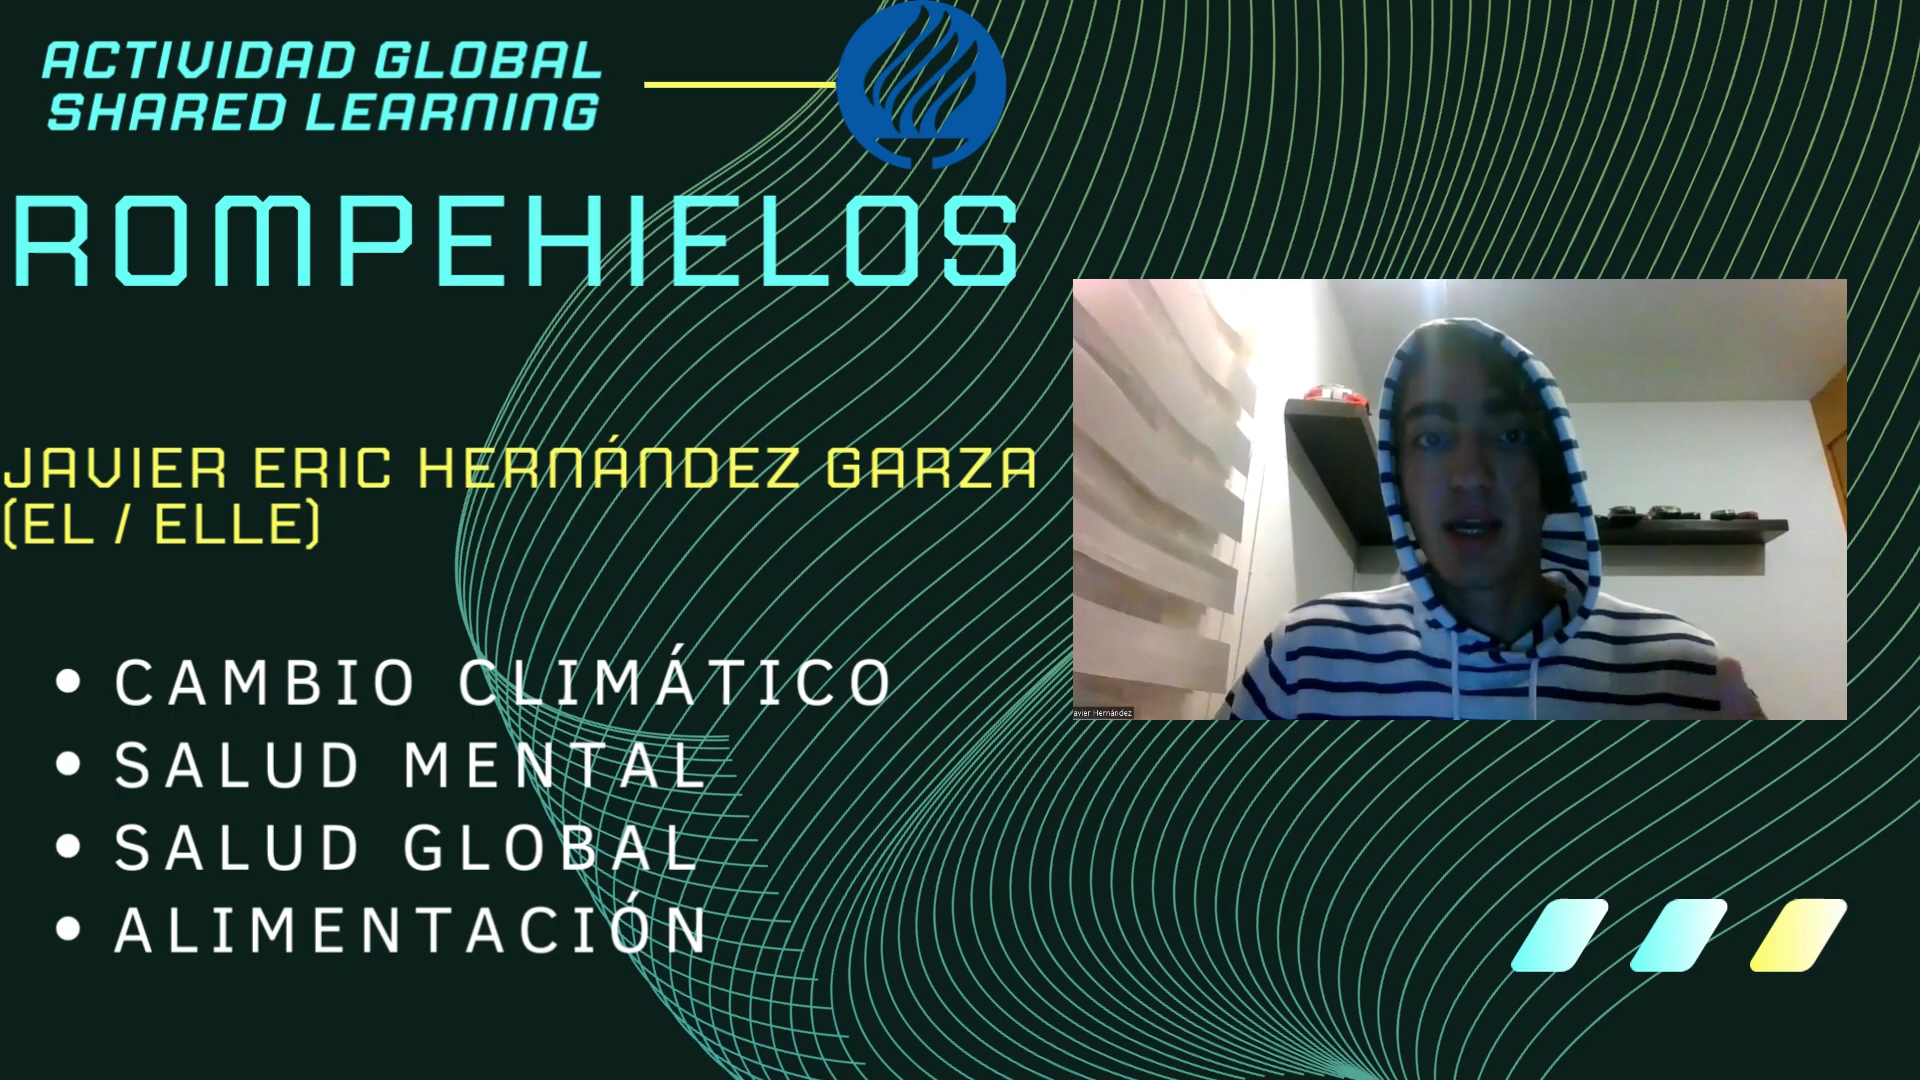 ACTIVIDAD GLOBAL
SHARED LEARNING
ROMPEHIELOS
JAVIER ERIC HERNÁNDEZ GARZA
(EL / ELLE)
CAMBIO CLIMÁTICO
SALUD MENTAL
SALUD GLOBAL
ALIMENTACIÓN
avier Hernández